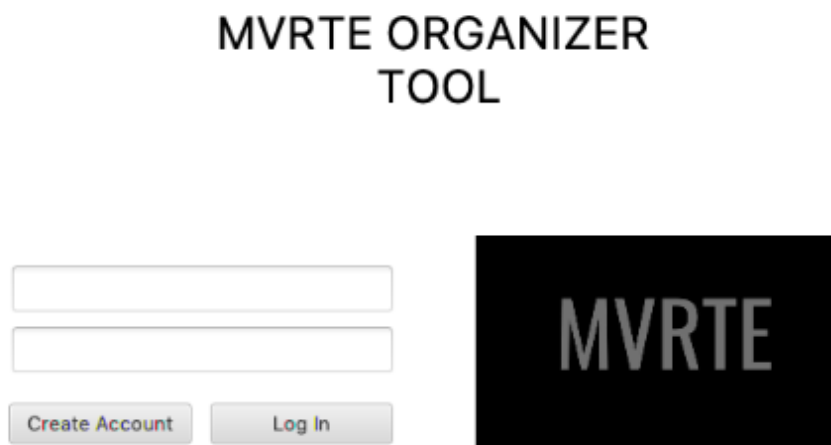 MVRTE ORGANIZER
TOOL
MVRTE
Create Account
Log In